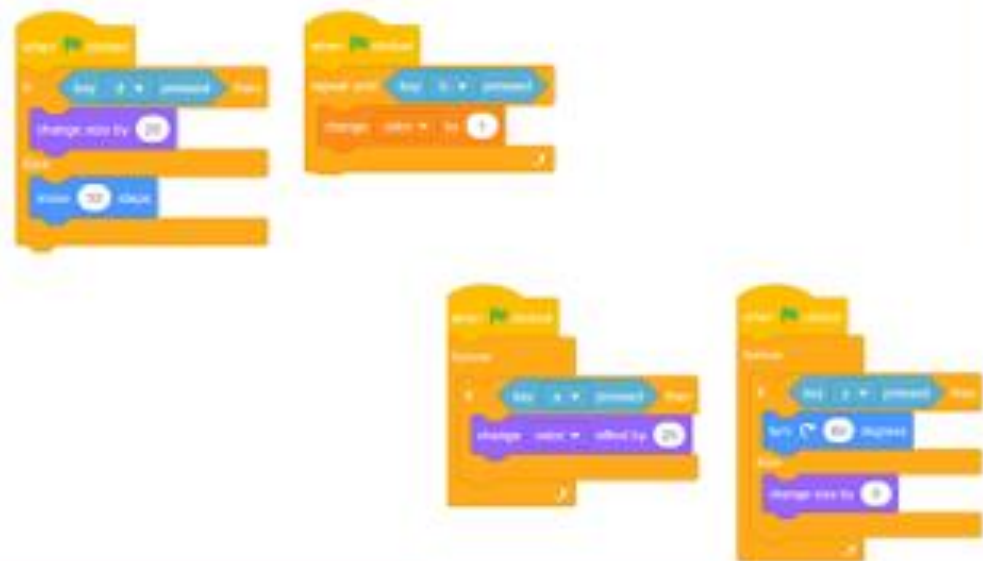 when clicked
if key d pressed then
change size by 20
else
move 10 steps
when clicked
repeat until key b pressed
change color by 1
when clicked
forever
if key pressed then
change color effect by 25
when clicked
forever
if key pressed then
turn degrees
else
change size by